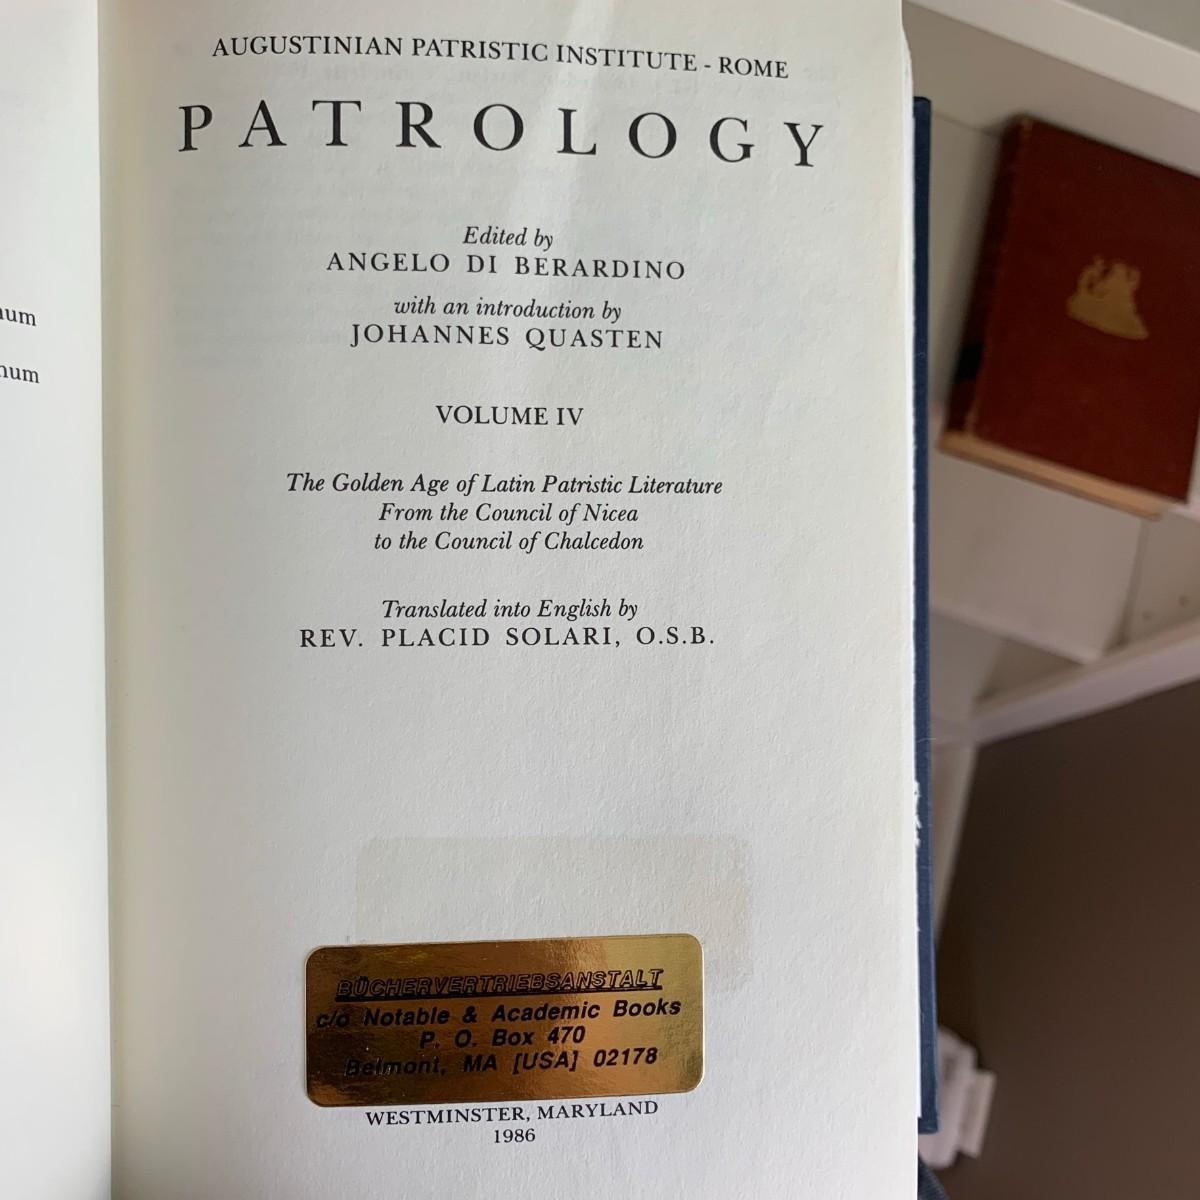 AUGUSTINIAN PATRISTIC INSTITUTE - ROME
PATROLOGY
Edited by
ANGELO DI BERARDINO
with an introduction by
JOHANNES QUASTEN
VOLUME IV
The Golden Age of Latin Patristic Literature
From the Council of Nicea
to the Council of Chalcedon
Translated into English by
REV. PLACID SOLARI, O.S.B.
BÜCHERVERTRIEBSANSTALT
c/o Notable & Academic Books
P. O. Box 470
Belmont, MA [USA] 02178
WESTMINSTER, MARYLAND
1986